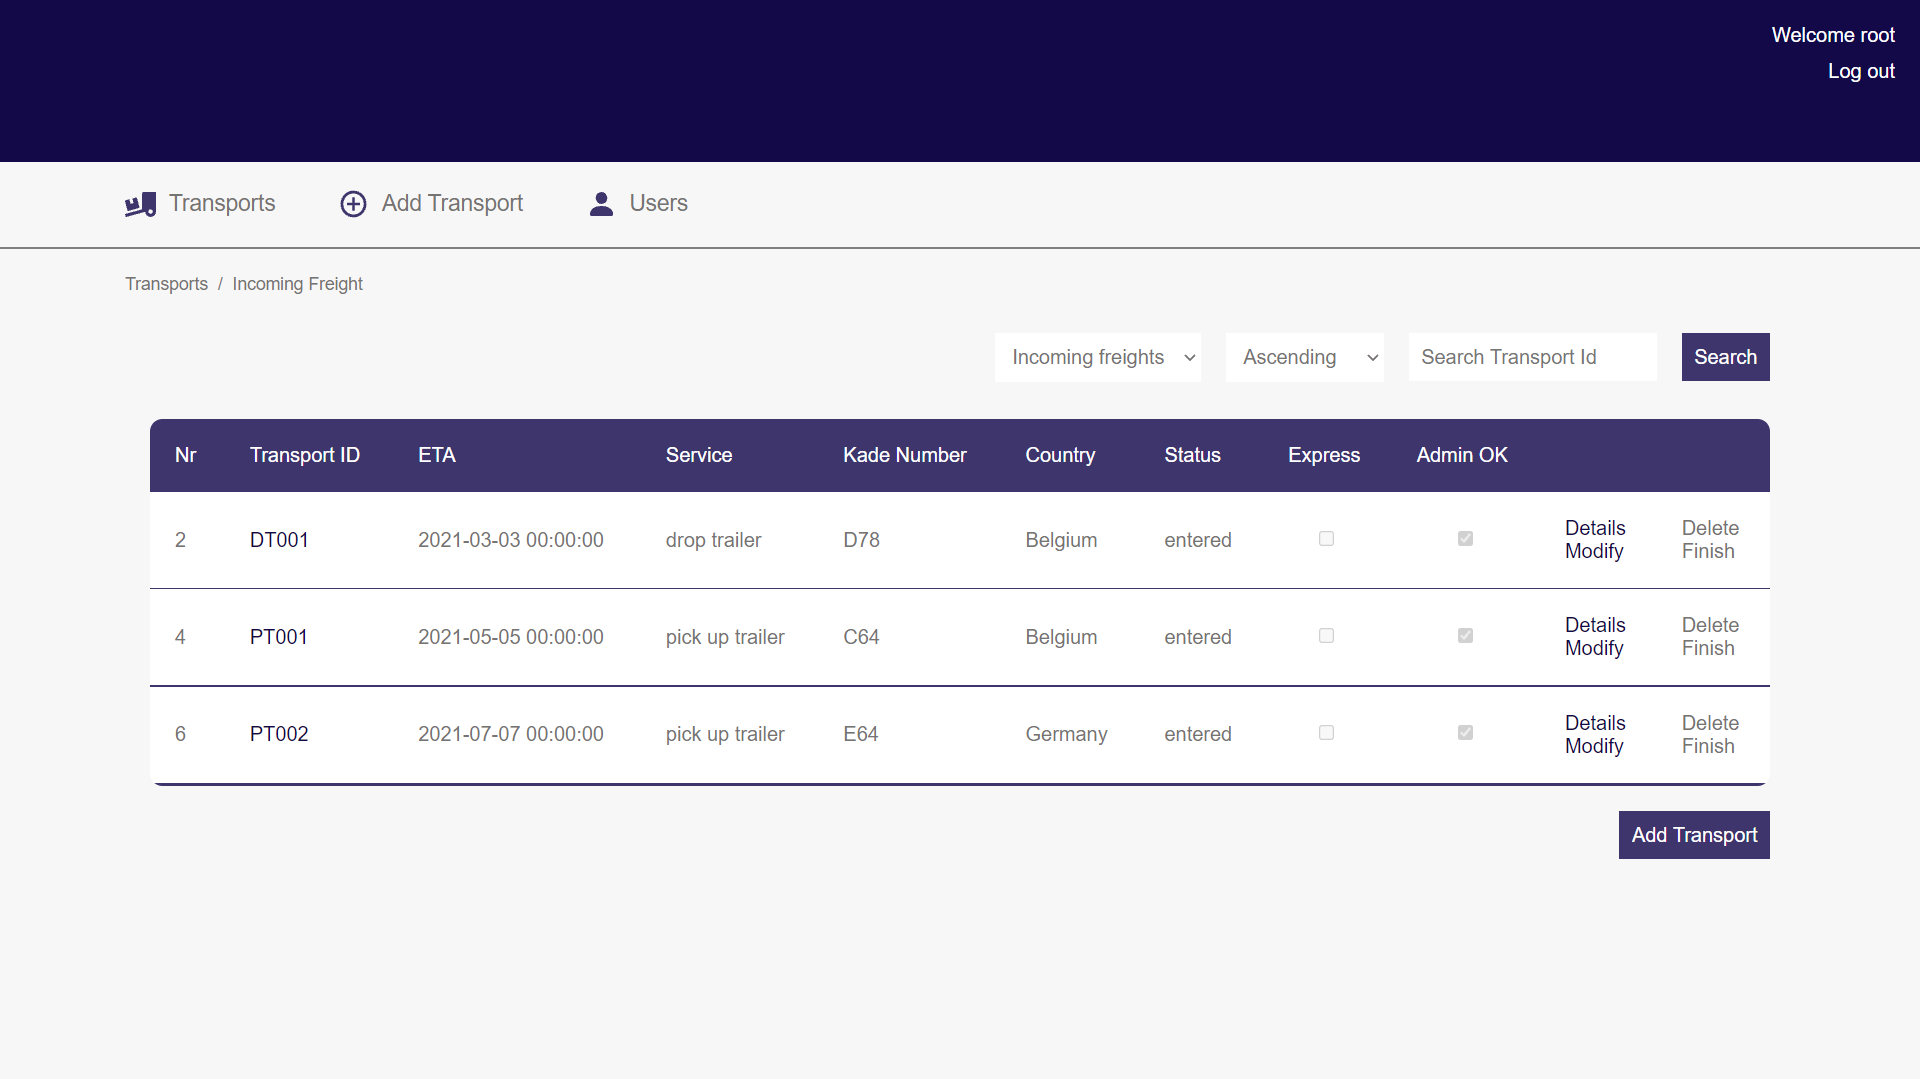 Welcome root
Log out
Transports Add Transport Users
Transports / Incoming Freight
Incoming freights Ascending Search Transport Id Search
Nr Transport ID ETA Service Kade Number Country Status Express Admin OK
2 DT001 2021-03-03 00:00:00 drop trailer D78 Belgium entered Details Delete
Modify Finish
4 PT001 2021-05-05 00:00:00 pick up trailer C64 Belgium entered Details Delete
Modify Finish
6 PT002 2021-07-07 00:00:00 pick up trailer E64 Germany entered Details Delete
Modify Finish
Add Transport